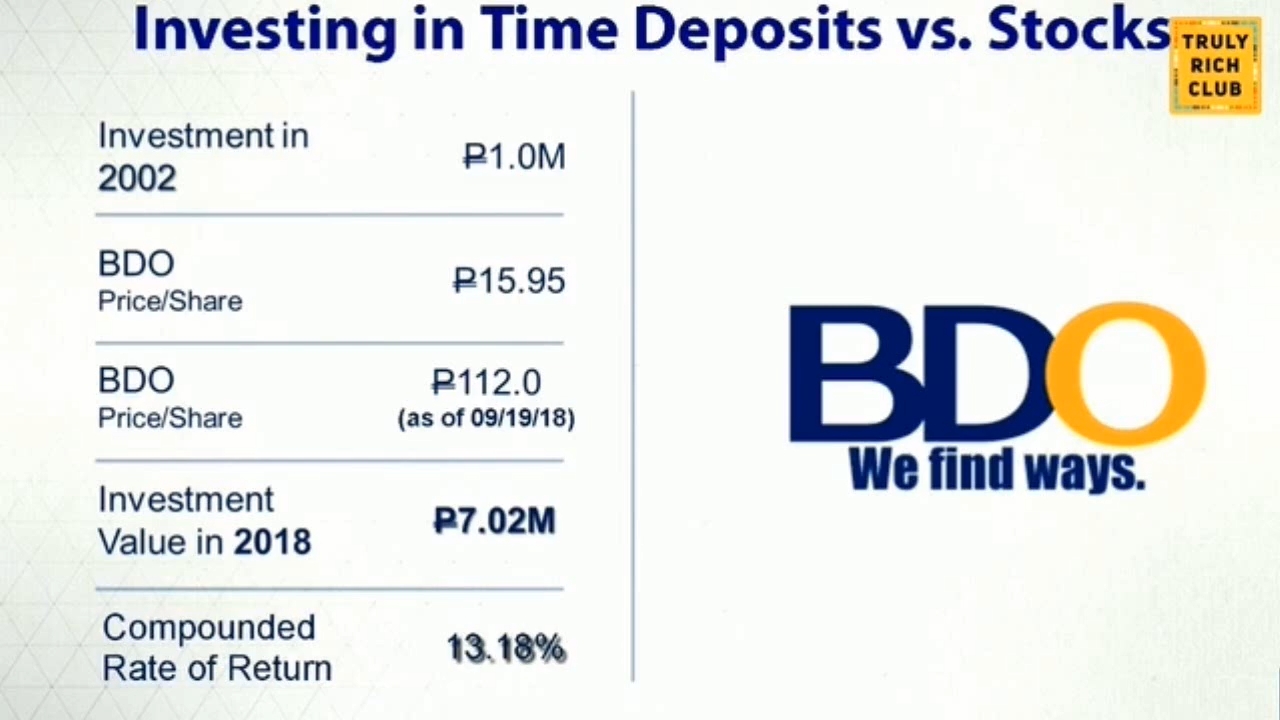 Investing in Time Deposits vs. Stocks
TRULY
RICH
CLUB
Investment in
2002
₱1.0M
BDO
Price/Share
₱15.95
BDO
Price/Share
₱112.0
(as of 09/19/18)
Investment
Value in 2018
₱7.02M
Compounded
Rate of Return
13.18%
BDO
We find ways.